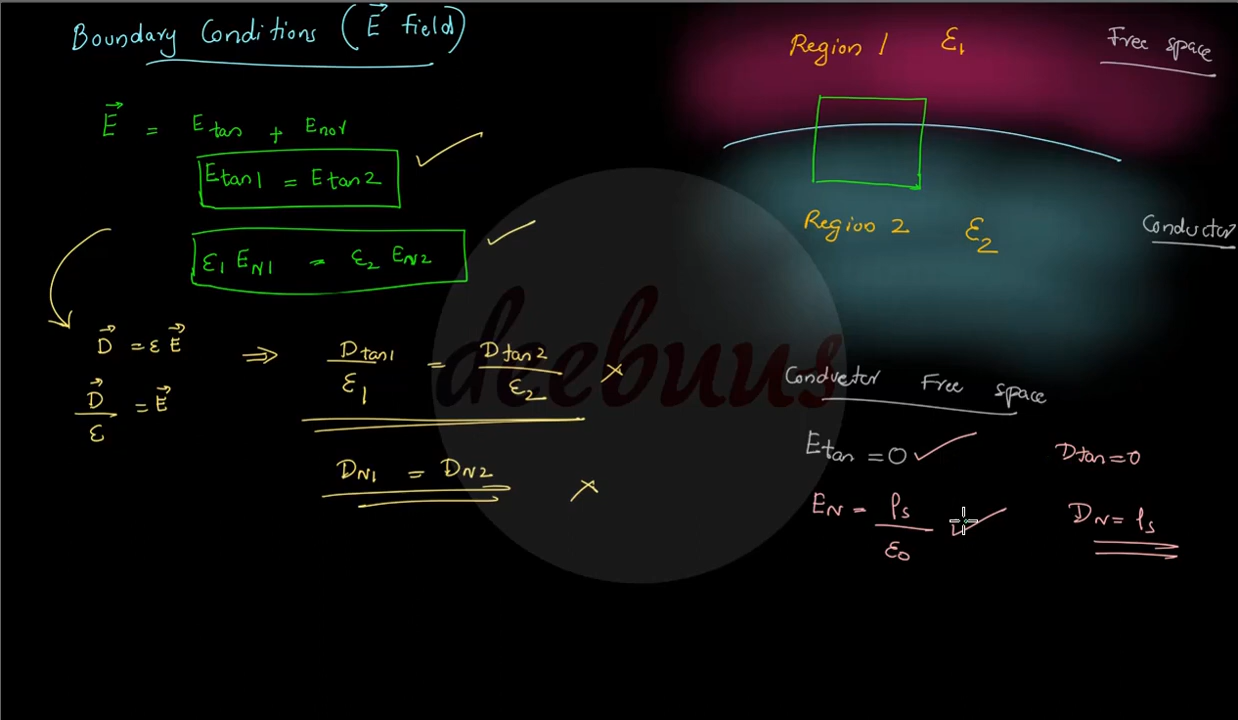 Boundary Conditions (E⃗ field)
E⃗ = Etan + Enor
Etan1 = Etan2
ε1 EN1 = ε2 EN2
D⃗ = ε E⃗ ⇒ Dtan1/ε1 = Dtan2/ε2 ×
D⃗/ε = E⃗
DN1 = DN2 ×
Region 1 ε1 Free space
Region 2 ε2 Conductor
Conductor Free space
Etan = 0 Dtan = 0
EN = ρs/ε0 DN = ρs
deebuus